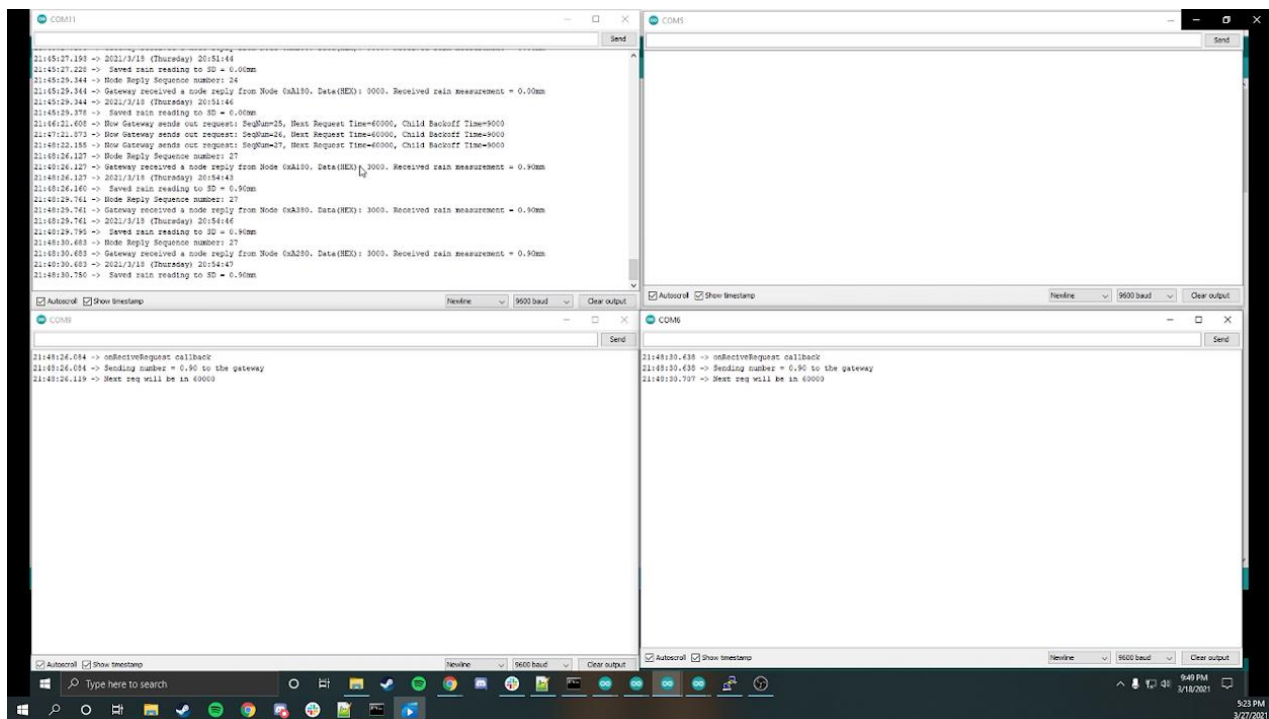 COM11
Send
21:45:27.193 -> 2021/3/18 (Thursday) 20:51:44
21:45:27.228 ->  Saved rain reading to SD = 0.00mm
21:45:29.344 -> Node Reply Sequence number: 24
21:45:29.344 -> Gateway received a node reply from Node 0xA180. Data(HEX): 0000. Received rain measurement = 0.00mm
21:45:29.344 -> 2021/3/18 (Thursday) 20:51:46
21:45:29.378 ->  Saved rain reading to SD = 0.00mm
21:46:21.608 -> Now Gateway sends out request: SeqNum=25, Next Request Time=60000, Child Backoff Time=9000
21:47:21.873 -> Now Gateway sends out request: SeqNum=26, Next Request Time=60000, Child Backoff Time=9000
21:48:22.155 -> Now Gateway sends out request: SeqNum=27, Next Request Time=60000, Child Backoff Time=9000
21:48:26.127 -> Node Reply Sequence number: 27
21:48:26.127 -> Gateway received a node reply from Node 0xA180. Data(HEX): 3000. Received rain measurement = 0.90mm
21:48:26.127 -> 2021/3/18 (Thursday) 20:54:43
21:48:26.160 ->  Saved rain reading to SD = 0.90mm
21:48:29.761 -> Node Reply Sequence number: 27
21:48:29.761 -> Gateway received a node reply from Node 0xA380. Data(HEX): 3000. Received rain measurement = 0.90mm
21:48:29.761 -> 2021/3/18 (Thursday) 20:54:46
21:48:29.795 ->  Saved rain reading to SD = 0.90mm
21:48:30.683 -> Node Reply Sequence number: 27
21:48:30.683 -> Gateway received a node reply from Node 0xA280. Data(HEX): 3000. Received rain measurement = 0.90mm
21:48:30.683 -> 2021/3/18 (Thursday) 20:54:47
21:48:30.750 ->  Saved rain reading to SD = 0.90mm
Autoscroll Show timestamp Newline 9600 baud Clear output
COM5
Send
Autoscroll Show timestamp Newline 9600 baud Clear output
COM9
Send
21:48:26.084 -> onReciveRequest callback
21:48:26.084 -> Sending number = 0.90 to the gateway
21:48:26.119 -> Next req will be in 60000
Autoscroll Show timestamp Newline 9600 baud Clear output
COM6
Send
21:48:30.638 -> onReciveRequest callback
21:48:30.638 -> Sending number = 0.90 to the gateway
21:48:30.707 -> Next req will be in 60000
Autoscroll Show timestamp Newline 9600 baud Clear output
Type here to search
9:49 PM
3/18/2021
5:23 PM
3/27/2021